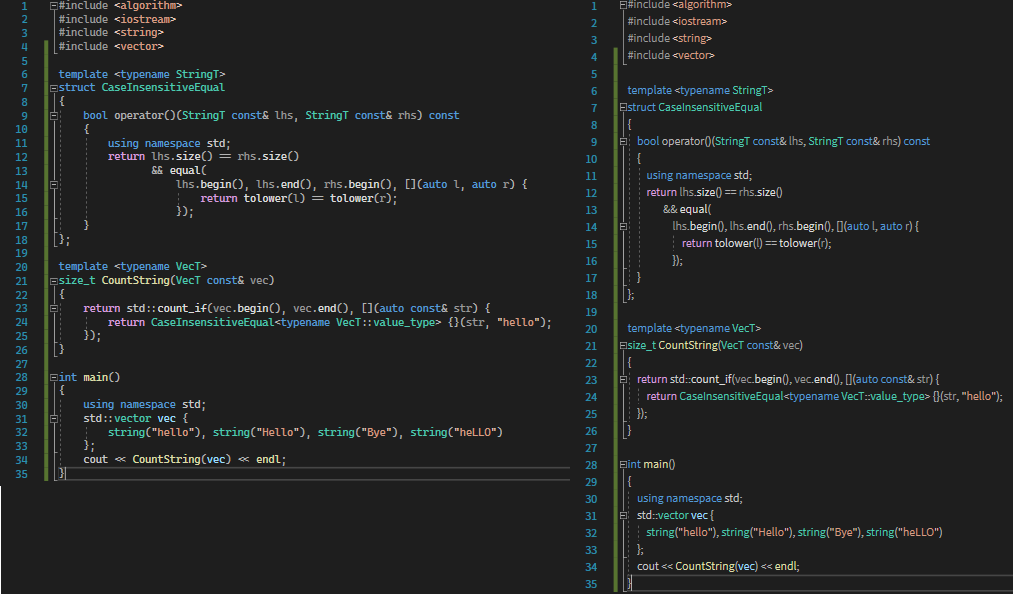 1 #include <algorithm>
2 #include <iostream>
3 #include <string>
4 #include <vector>
5
6 template <typename StringT>
7 struct CaseInsensitiveEqual
8 {
9 bool operator()(StringT const& lhs, StringT const& rhs) const
10 {
11 using namespace std;
12 return lhs.size() == rhs.size()
13 && equal(
14 lhs.begin(), lhs.end(), rhs.begin(), [](auto l, auto r) {
15 return tolower(l) == tolower(r);
16 });
17 }
18 };
19
20 template <typename VecT>
21 size_t CountString(VecT const& vec)
22 {
23 return std::count_if(vec.begin(), vec.end(), [](auto const& str) {
24 return CaseInsensitiveEqual<typename VecT::value_type> {}(str, "hello");
25 });
26 }
27
28 int main()
29 {
30 using namespace std;
31 std::vector vec {
32 string("hello"), string("Hello"), string("Bye"), string("heLLO")
33 };
34 cout << CountString(vec) << endl;
35 }
1 #include <algorithm>
2 #include <iostream>
3 #include <string>
4 #include <vector>
5
6 template <typename StringT>
7 struct CaseInsensitiveEqual
8 {
9 bool operator()(StringT const& lhs, StringT const& rhs) const
10 {
11 using namespace std;
12 return lhs.size() == rhs.size()
13 && equal(
14 lhs.begin(), lhs.end(), rhs.begin(), [](auto l, auto r) {
15 return tolower(l) == tolower(r);
16 });
17 }
18 };
19
20 template <typename VecT>
21 size_t CountString(VecT const& vec)
22 {
23 return std::count_if(vec.begin(), vec.end(), [](auto const& str) {
24 return CaseInsensitiveEqual<typename VecT::value_type> {}(str, "hello");
25 });
26 }
27
28 int main()
29 {
30 using namespace std;
31 std::vector vec {
32 string("hello"), string("Hello"), string("Bye"), string("heLLO")
33 };
34 cout << CountString(vec) << endl;
35 }